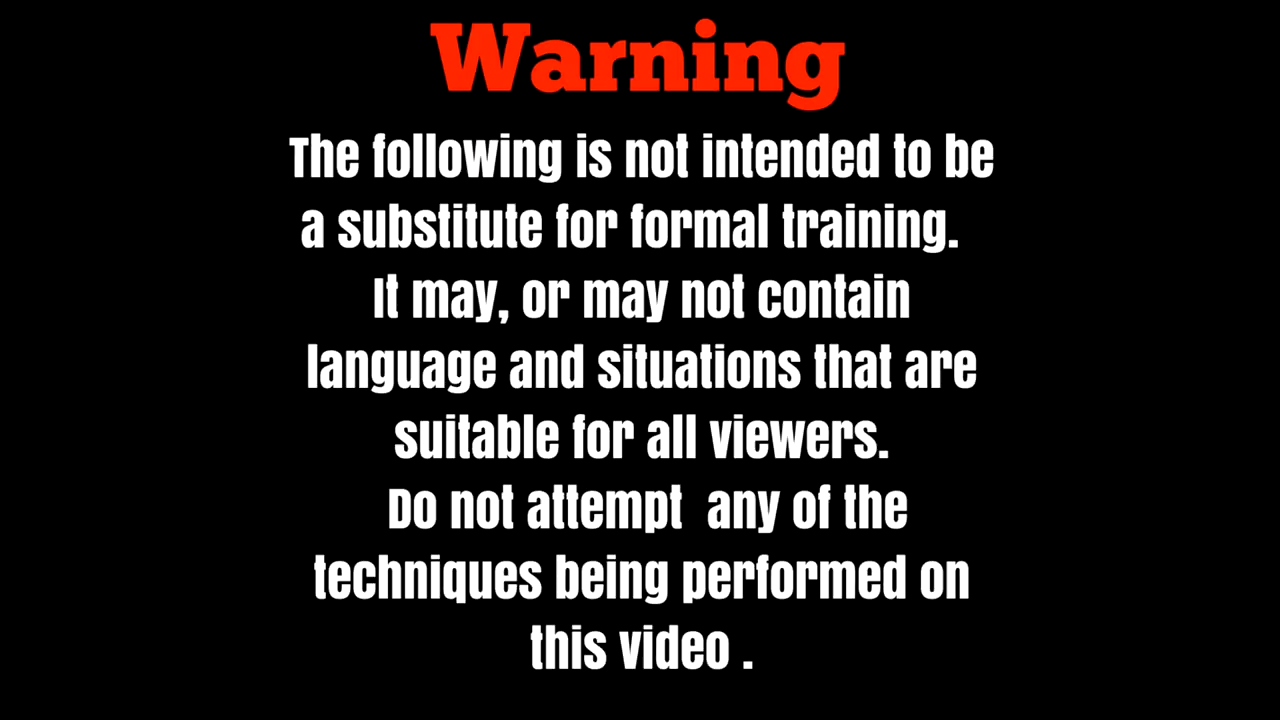 Warning
The following is not intended to be
a substitute for formal training.
It may, or may not contain
language and situations that are
suitable for all viewers.
Do not attempt  any of the
techniques being performed on
this video .